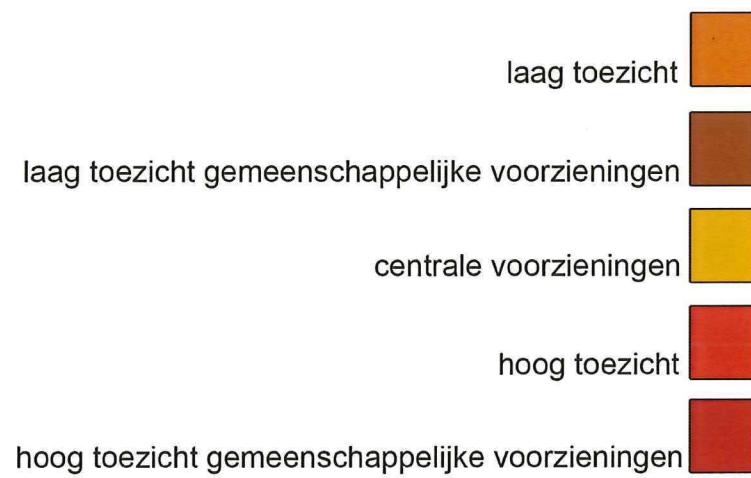 laag toezicht
laag toezicht gemeenschappelijke voorzieningen
centrale voorzieningen
hoog toezicht
hoog toezicht gemeenschappelijke voorzieningen